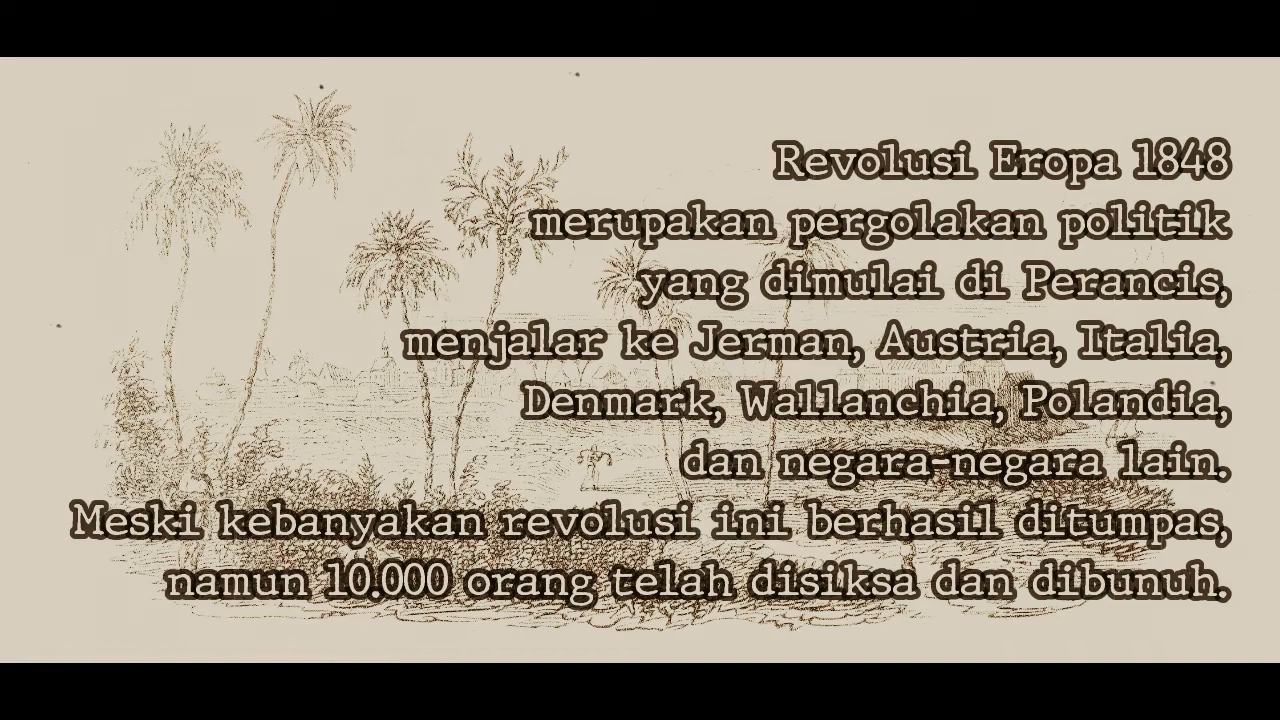 Revolusi Eropa 1848
merupakan pergolakan politik
yang dimulai di Perancis,
menjalar ke Jerman, Austria, Italia,
Denmark, Wallanchia, Polandia,
dan negara-negara lain.
Meski kebanyakan revolusi ini berhasil ditumpas,
namun 10.000 orang telah disiksa dan dibunuh.